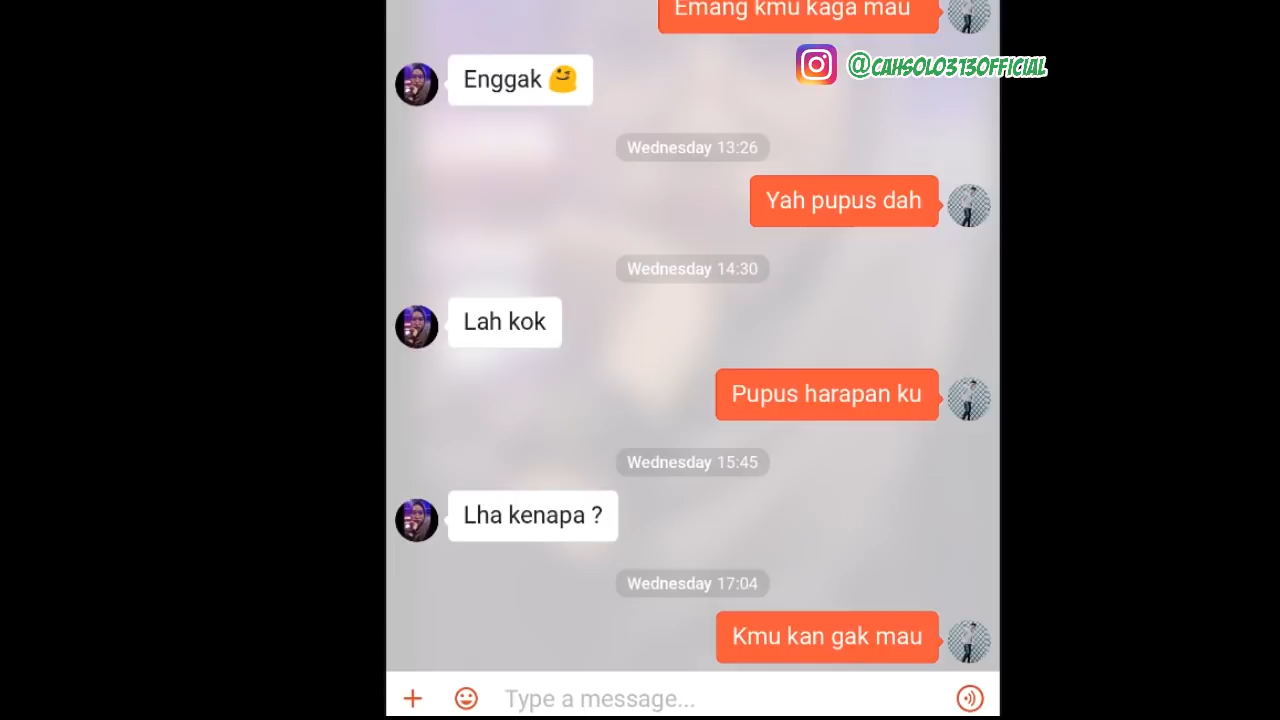 Emang kmu kaga mau
@CAHSOLO313OFFICIAL
Enggak
Wednesday 13:26
Yah pupus dah
Wednesday 14:30
Lah kok
Pupus harapan ku
Wednesday 15:45
Lha kenapa ?
Wednesday 17:04
Kmu kan gak mau
Type a message...